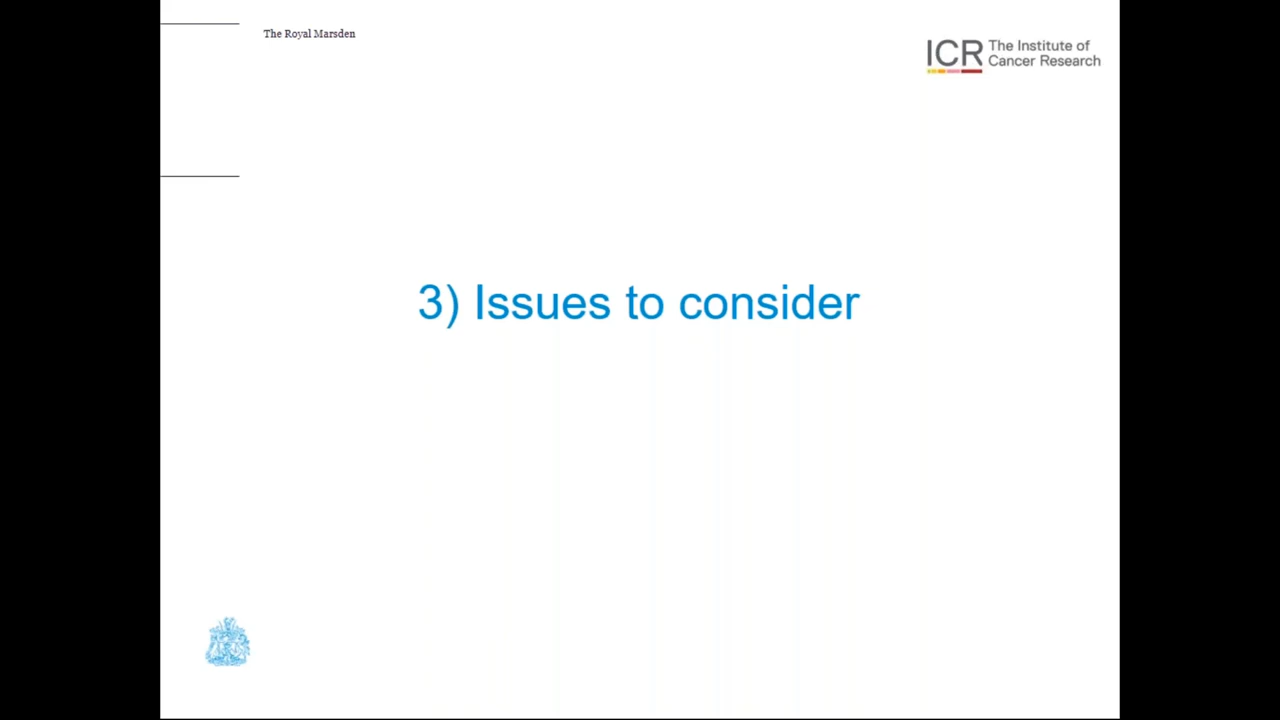 The Royal Marsden
ICR The Institute of
Cancer Research
3) Issues to consider